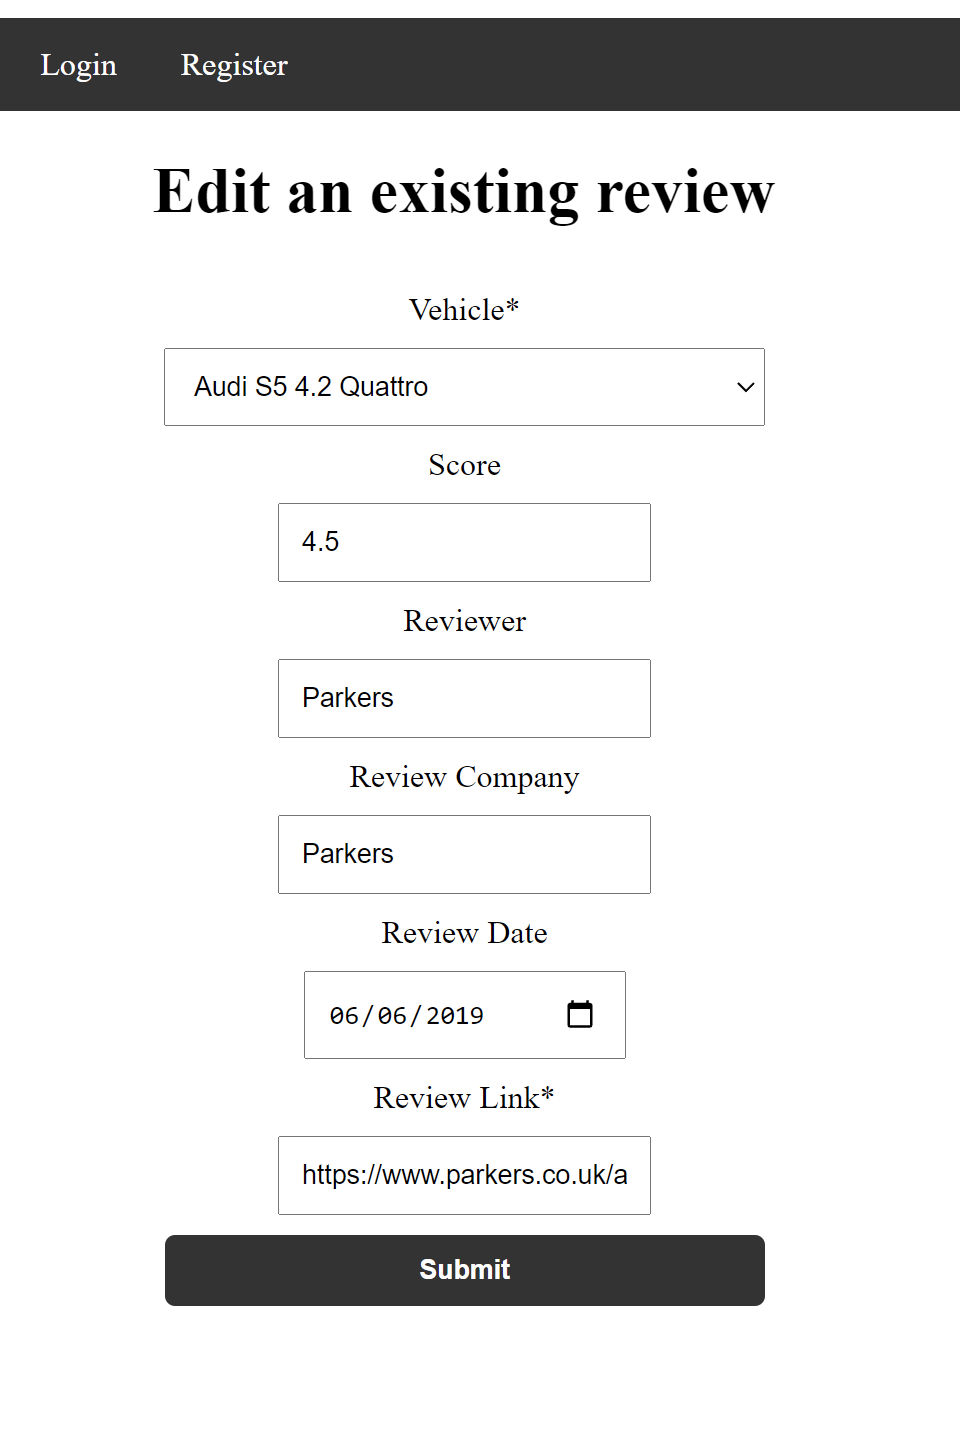 Login Register
Edit an existing review
Vehicle*
Audi S5 4.2 Quattro
Score
4.5
Reviewer
Parkers
Review Company
Parkers
Review Date
06/06/2019
Review Link*
https://www.parkers.co.uk/a
Submit